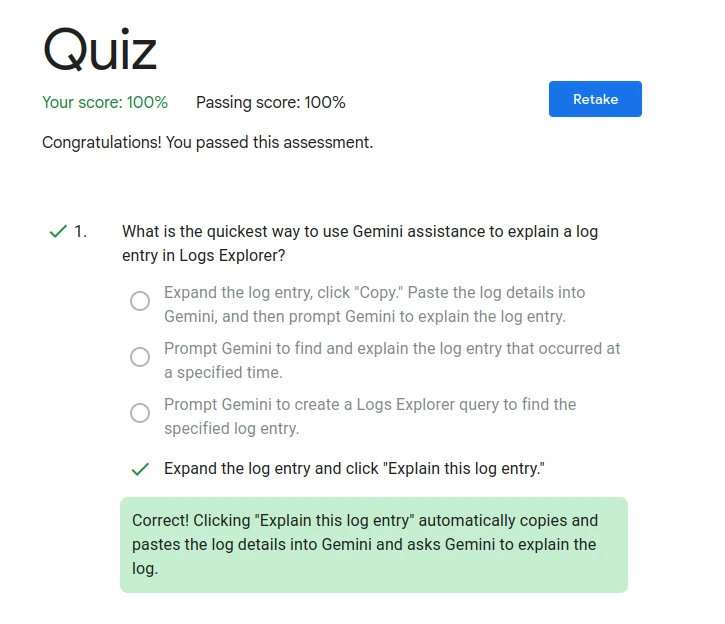 Quiz
Your score: 100% Passing score: 100%
Retake
Congratulations! You passed this assessment.
1. What is the quickest way to use Gemini assistance to explain a log
entry in Logs Explorer?
Expand the log entry, click "Copy." Paste the log details into
Gemini, and then prompt Gemini to explain the log entry.
Prompt Gemini to find and explain the log entry that occurred at
a specified time.
Prompt Gemini to create a Logs Explorer query to find the
specified log entry.
Expand the log entry and click "Explain this log entry."
Correct! Clicking "Explain this log entry" automatically copies and
pastes the log details into Gemini and asks Gemini to explain the
log.